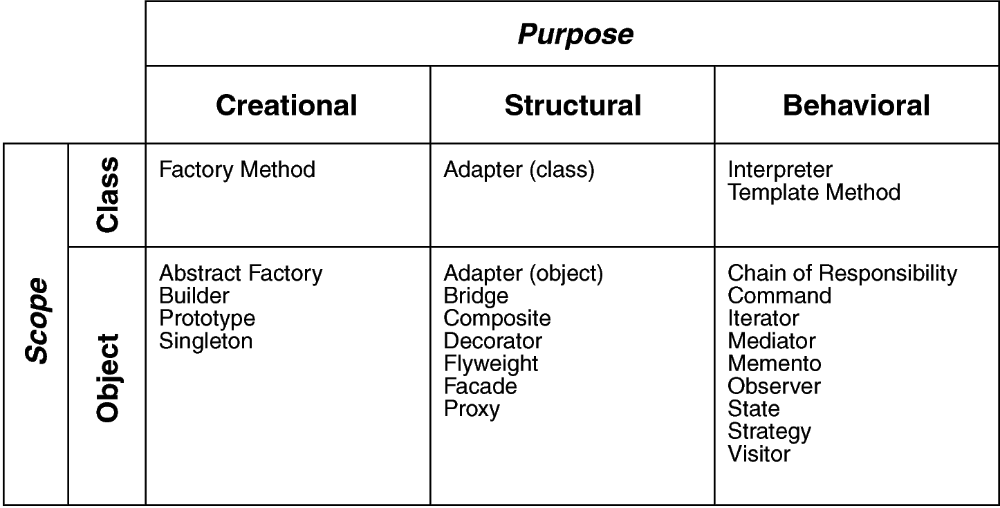 Purpose
Creational
Structural
Behavioral
Scope
Class
Factory Method
Adapter (class)
Interpreter
Template Method
Object
Abstract Factory
Builder
Prototype
Singleton
Adapter (object)
Bridge
Composite
Decorator
Flyweight
Facade
Proxy
Chain of Responsibility
Command
Iterator
Mediator
Memento
Observer
State
Strategy
Visitor